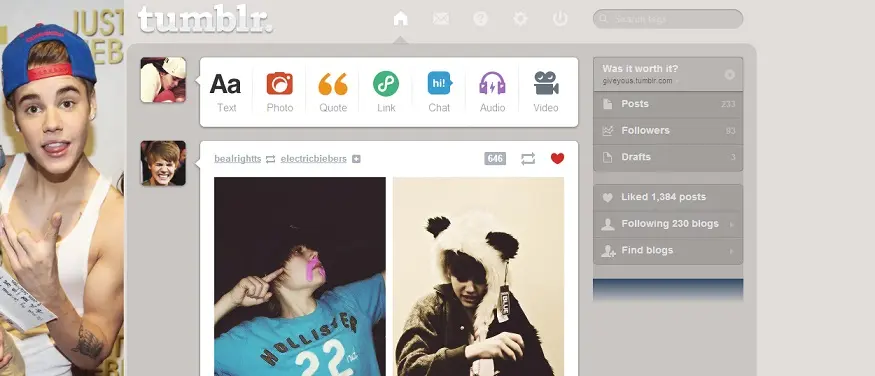 JUST
EBI
tumblr.
search tags
Was it worth it?
giveyous.tumblr.com
Aa
hi!
Text
Photo
Quote
Link
Chat
Audio
Video
Posts 233
Followers 93
Drafts 3
bealrightts
electricbiebers
646
Liked 1,384 posts
Following 230 blogs
Find blogs
HOLLISTER
22